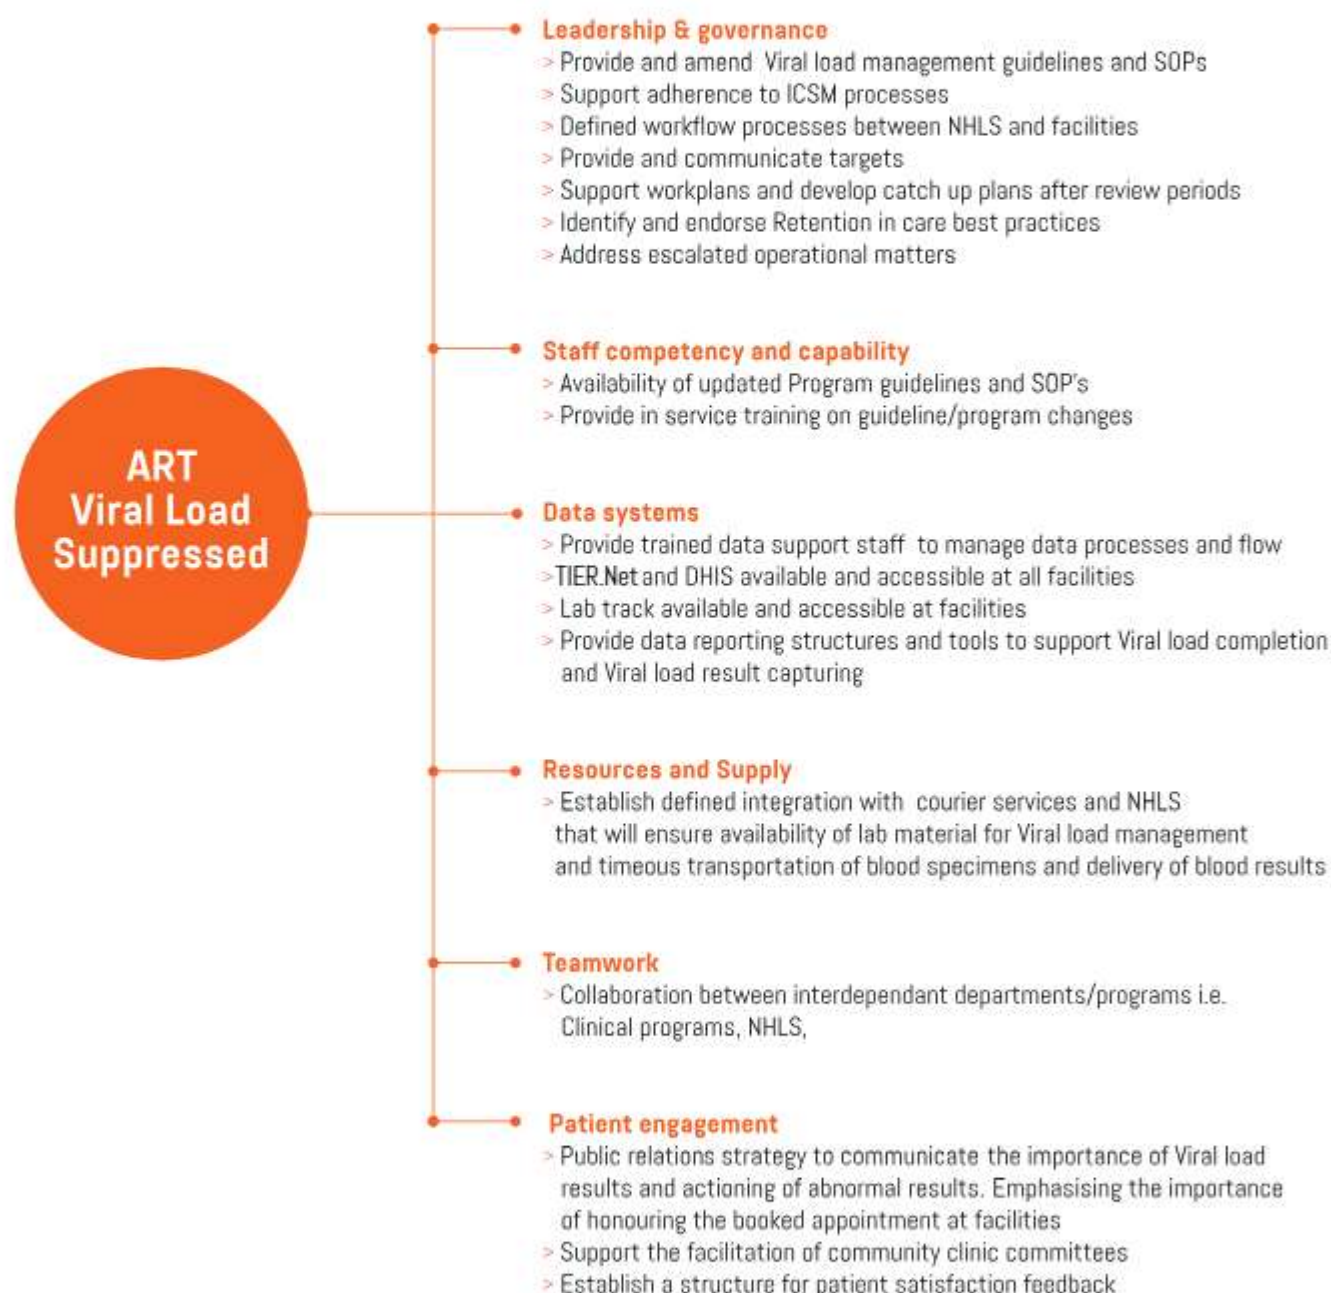 Leadership & governance
> Provide and amend Viral load management guidelines and SOPs
> Support adherence to ICSM processes
> Defined workflow processes between NHLS and facilities
> Provide and communicate targets
> Support workplans and develop catch up plans after review periods
> Identify and endorse Retention in care best practices
> Address escalated operational matters
Staff competency and capability
> Availability of updated Program guidelines and SOP's
> Provide in service training on guideline/program changes
ART
Viral Load
Suppressed
Data systems
> Provide trained data support staff to manage data processes and flow
>TIER.Net and DHIS available and accessible at all facilities
> Lab track available and accessible at facilities
> Provide data reporting structures and tools to support Viral load completion
and Viral load result capturing
Resources and Supply
> Establish defined integration with courier services and NHLS
that will ensure availability of lab material for Viral load management
and timeous transportation of blood specimens and delivery of blood results
Teamwork
> Collaboration between interdependant departments/programs i.e.
Clinical programs, NHLS,
Patient engagement
> Public relations strategy to communicate the importance of Viral load
results and actioning of abnormal results. Emphasising the importance
of honouring the booked appointment at facilities
> Support the facilitation of community clinic committees
> Establish a structure for patient satisfaction feedback